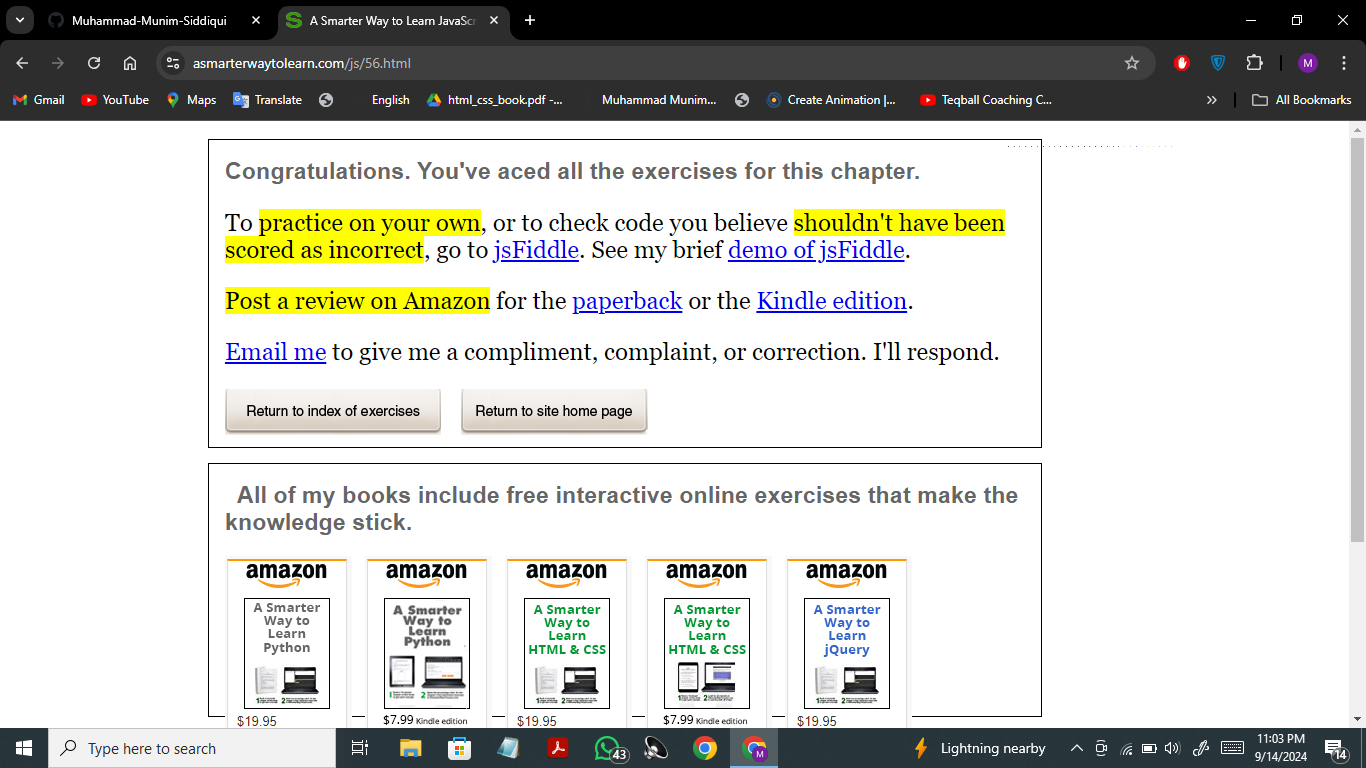 Muhammad-Munim-Siddiqui
A Smarter Way to Learn JavaScr
asmarterwaytolearn.com/js/56.html
M
Gmail
YouTube
Maps
Translate
English
html_css_book.pdf -...
Muhammad Munim...
Create Animation |...
Teqball Coaching C...
»
All Bookmarks
Congratulations. You've aced all the exercises for this chapter.
To practice on your own, or to check code you believe shouldn't have been
scored as incorrect, go to jsFiddle. See my brief demo of jsFiddle.
Post a review on Amazon for the paperback or the Kindle edition.
Email me to give me a compliment, complaint, or correction. I'll respond.
Return to index of exercises
Return to site home page
All of my books include free interactive online exercises that make the
knowledge stick.
amazon
A Smarter
Way to
Learn
Python
$19.95
amazon
A Smarter
Way to
Learn
Python
$7.99 Kindle edition
amazon
A Smarter
Way to
Learn
HTML & CSS
$19.95
amazon
A Smarter
Way to
Learn
HTML & CSS
$7.99 Kindle edition
amazon
A Smarter
Way to
Learn
jQuery
$19.95
Type here to search
43
M
Lightning nearby
11:03 PM
9/14/2024
14